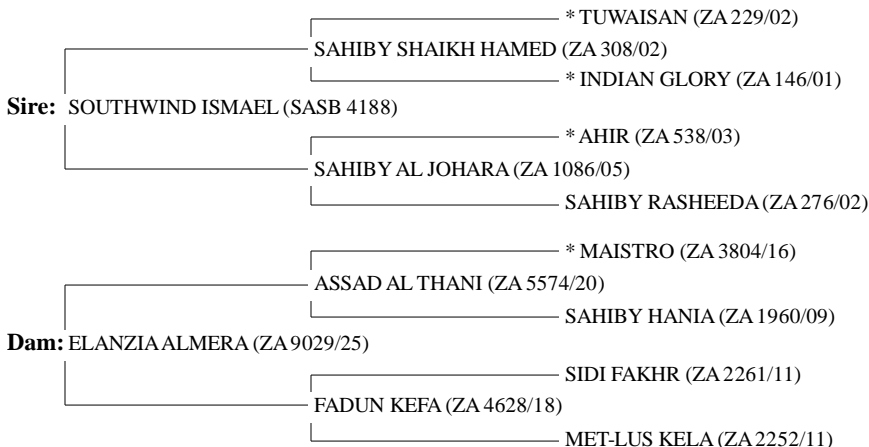 * TUWAISAN (ZA 229/02)
SAHIBY SHAIKH HAMED (ZA 308/02)
* INDIAN GLORY (ZA 146/01)
Sire: SOUTHWIND ISMAEL (SASB 4188)
* AHIR (ZA 538/03)
SAHIBY AL JOHARA (ZA 1086/05)
SAHIBY RASHEEDA (ZA 276/02)
* MAISTRO (ZA 3804/16)
ASSAD AL THANI (ZA 5574/20)
SAHIBY HANIA (ZA 1960/09)
Dam: ELANZIA ALMERA (ZA 9029/25)
SIDI FAKHR (ZA 2261/11)
FADUN KEFA (ZA 4628/18)
MET-LUS KELA (ZA 2252/11)